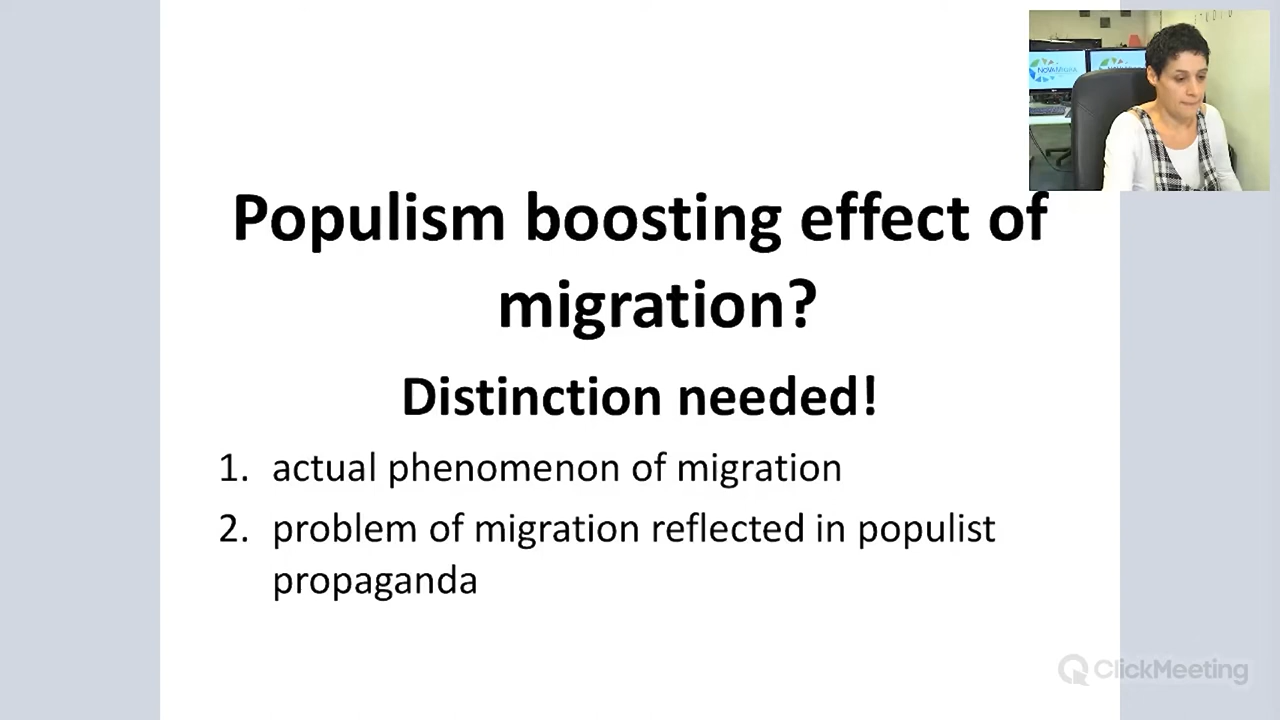 Populism boosting effect of
migration?
Distinction needed!
1. actual phenomenon of migration
2. problem of migration reflected in populist
propaganda
ClickMeeting